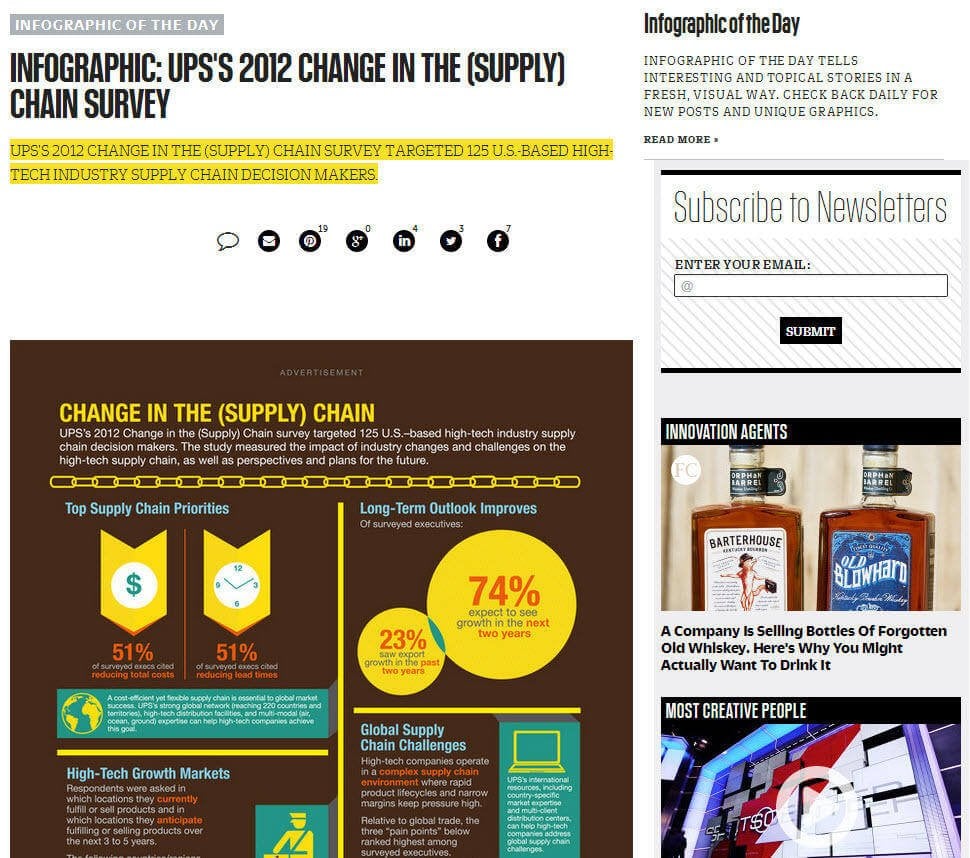 INFOGRAPHIC OF THE DAY
INFOGRAPHIC: UPS'S 2012 CHANGE IN THE (SUPPLY)
CHAIN SURVEY
UPS'S 2012 CHANGE IN THE (SUPPLY) CHAIN SURVEY TARGETED 125 U.S.-BASED HIGH-
TECH INDUSTRY SUPPLY CHAIN DECISION MAKERS.
19
0
4
3
7
ADVERTISEMENT
CHANGE IN THE (SUPPLY) CHAIN
UPS's 2012 Change in the (Supply) Chain survey targeted 125 U.S.–based high-tech industry supply
chain decision makers. The study measured the impact of industry changes and challenges on the
high-tech supply chain, as well as perspectives and plans for the future.
Top Supply Chain Priorities
$
12
9 3
6
51%
of surveyed execs cited
reducing total costs
51%
of surveyed execs cited
reducing lead times
A cost-efficient yet flexible supply chain is essential to global market
success. UPS's strong global network (reaching 220 countries and
territories), high-tech distribution facilities, and multi-modal (air,
ocean, ground) expertise can help high-tech companies achieve
this goal.
High-Tech Growth Markets
Respondents were asked in
which locations they currently
fulfill or sell products and in
which locations they anticipate
fulfilling or selling products over
the next 3 to 5 years.
Long-Term Outlook Improves
Of surveyed executives:
74%
expect to see
growth in the next
two years
23%
saw export
growth in the past
two years
Global Supply
Chain Challenges
High-tech companies operate
in a complex supply chain
environment where rapid
product lifecycles and narrow
margins keep pressure high.
Relative to global trade, the
three "pain points" below
ranked highest among
surveyed executives.
UPS's international
resources, including
country-specific
market expertise
and multi-client
distribution centers,
can help high-tech
companies address
global supply chain
challenges.
Infographic of the Day
INFOGRAPHIC OF THE DAY TELLS
INTERESTING AND TOPICAL STORIES IN A
FRESH, VISUAL WAY. CHECK BACK DAILY FOR
NEW POSTS AND UNIQUE GRAPHICS.
READ MORE »
Subscribe to Newsletters
ENTER YOUR EMAIL:
@
SUBMIT
INNOVATION AGENTS
FC
ORPHAN
BARREL
ORPHAN
BARREL
BARTERHOUSE
KENTUCKY BOURBON
OLD
BLOWHARD
A Company Is Selling Bottles Of Forgotten
Old Whiskey. Here's Why You Might
Actually Want To Drink It
MOST CREATIVE PEOPLE